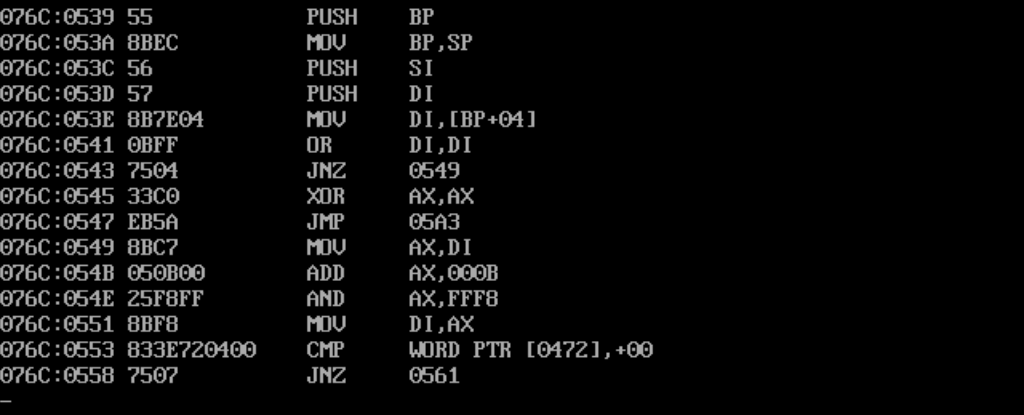 076C:0539 55 PUSH BP
076C:053A 8BEC MOV BP,SP
076C:053C 56 PUSH SI
076C:053D 57 PUSH DI
076C:053E 8B7E04 MOV DI,[BP+04]
076C:0541 0BFF OR DI,DI
076C:0543 7504 JNZ 0549
076C:0545 33C0 XOR AX,AX
076C:0547 EB5A JMP 05A3
076C:0549 8BC7 MOV AX,DI
076C:054B 050B00 ADD AX,000B
076C:054E 25F8FF AND AX,FFF8
076C:0551 8BF8 MOV DI,AX
076C:0553 833E720400 CMP WORD PTR [0472],+00
076C:0558 7507 JNZ 0561
_